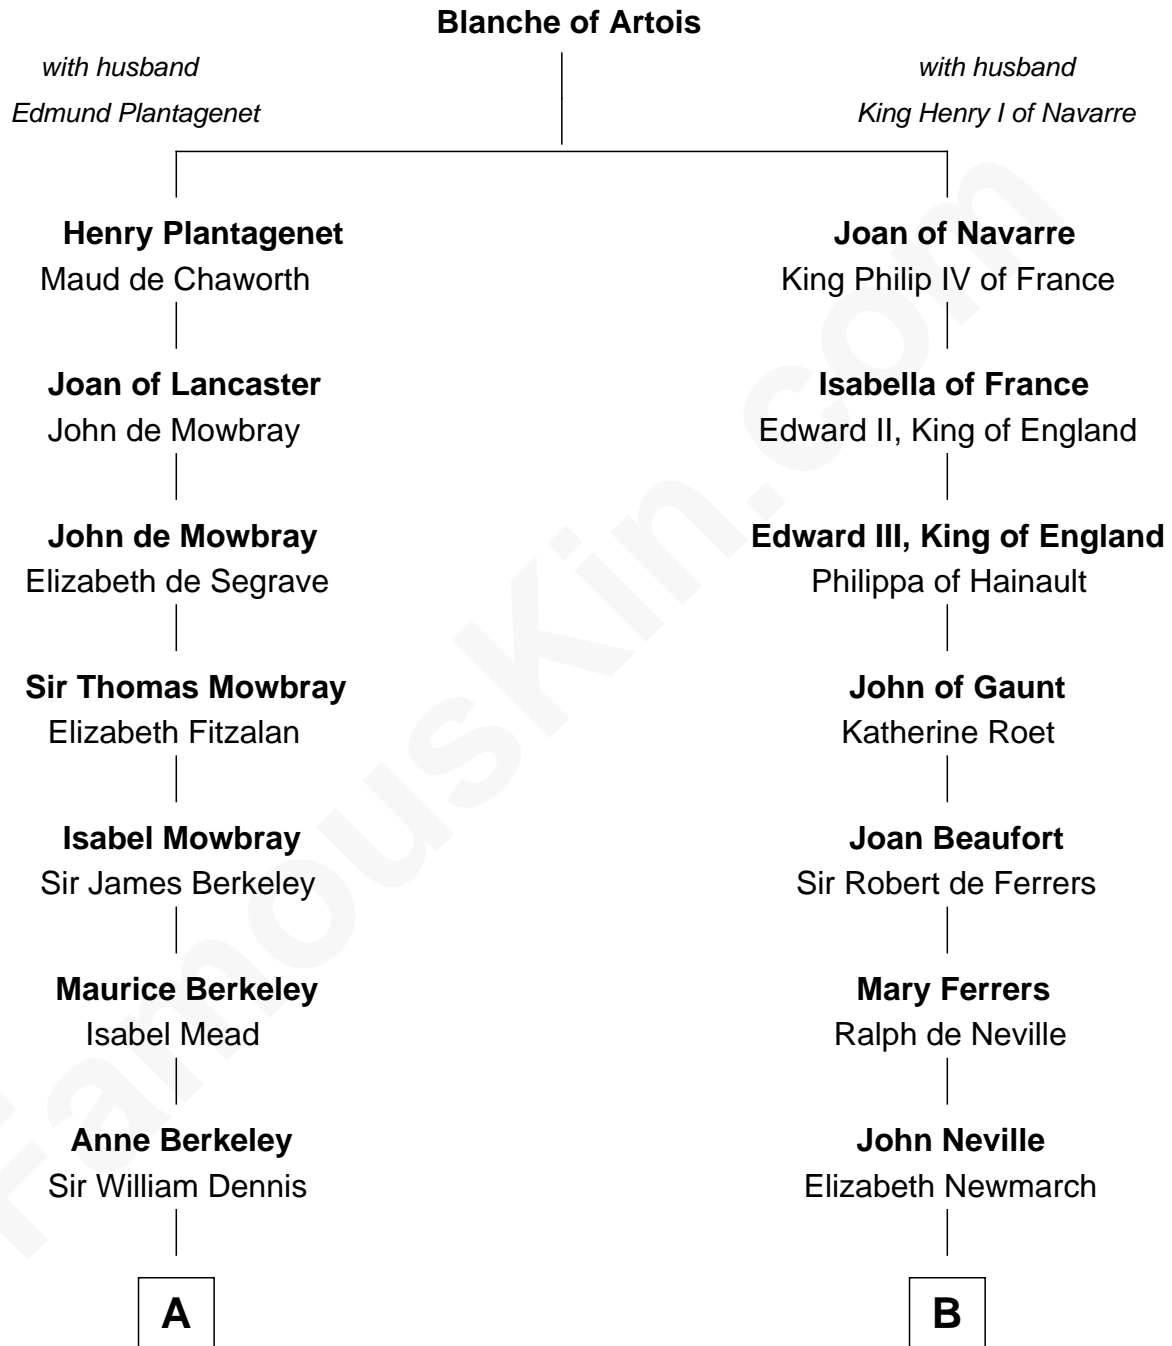 Blanche of Artois
with husband
Edmund Plantagenet
with husband
King Henry I of Navarre
Henry Plantagenet
Maud de Chaworth
Joan of Navarre
King Philip IV of France
Joan of Lancaster
John de Mowbray
Isabella of France
Edward II, King of England
John de Mowbray
Elizabeth de Segrave
Edward III, King of England
Philippa of Hainault
Sir Thomas Mowbray
Elizabeth Fitzalan
John of Gaunt
Katherine Roet
Isabel Mowbray
Sir James Berkeley
Joan Beaufort
Sir Robert de Ferrers
Maurice Berkeley
Isabel Mead
Mary Ferrers
Ralph de Neville
Anne Berkeley
Sir William Dennis
John Neville
Elizabeth Newmarch
A
B
FamousKin.com